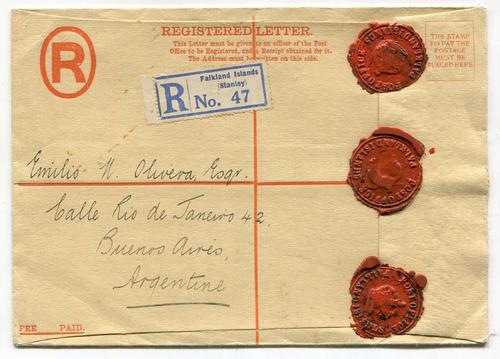 R
REGISTERED LETTER.
This Letter must be given to an officer of the Post
Office to be Registered, and a Receipt obtained for it.
The Address must be written on this side.
THE STAMP
TO PAY THE
POSTAGE
MUST BE
PLACED HERE.
R
Falkland Islands
(Stanley)
No. 47
Emilio N. Olivera, Esqr.
Calle Rio de Janeiro 42,
Buenos Aires,
Argentine
FEE PAID.
POST OFFICE